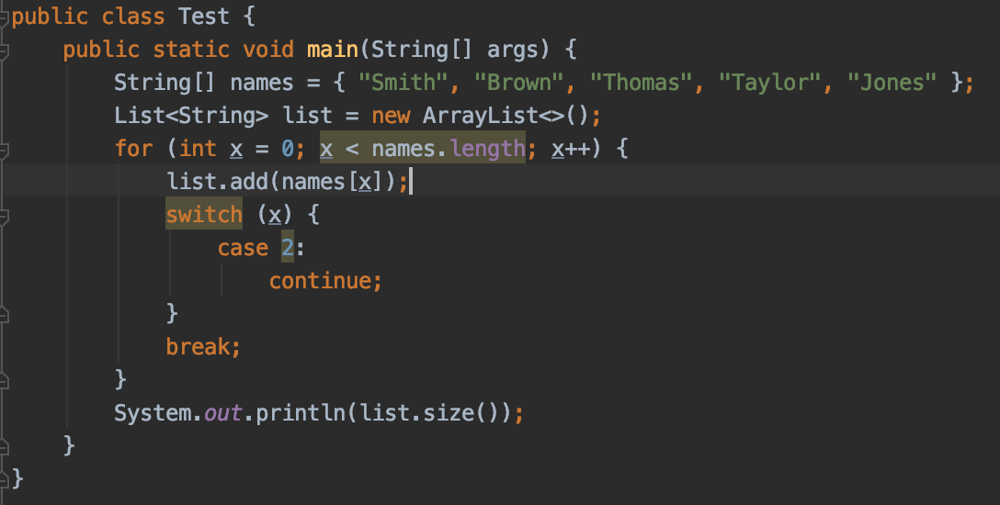 public class Test {
public static void main(String[] args) {
String[] names = { "Smith", "Brown", "Thomas", "Taylor", "Jones" };
List<String> list = new ArrayList<>();
for (int x = 0; x < names.length; x++) {
list.add(names[x]);
switch (x) {
case 2:
continue;
}
break;
}
System.out.println(list.size());
}
}